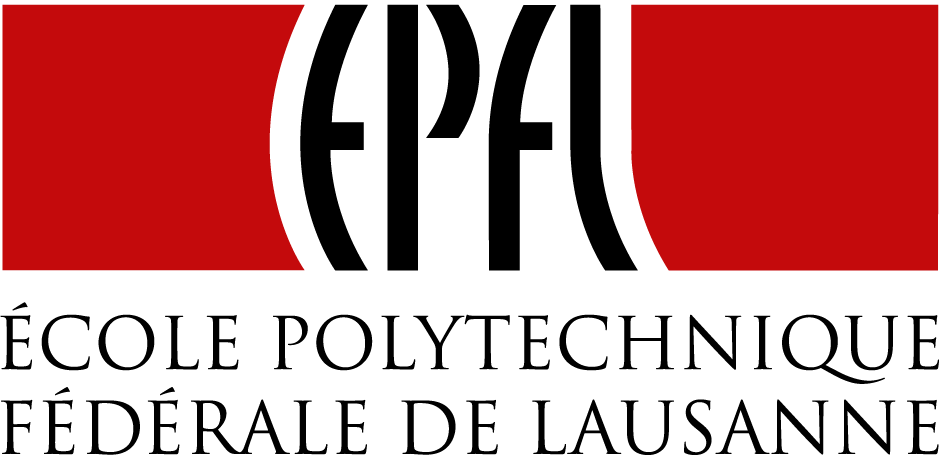 EPFL
ÉCOLE POLYTECHNIQUE
FÉDÉRALE DE LAUSANNE